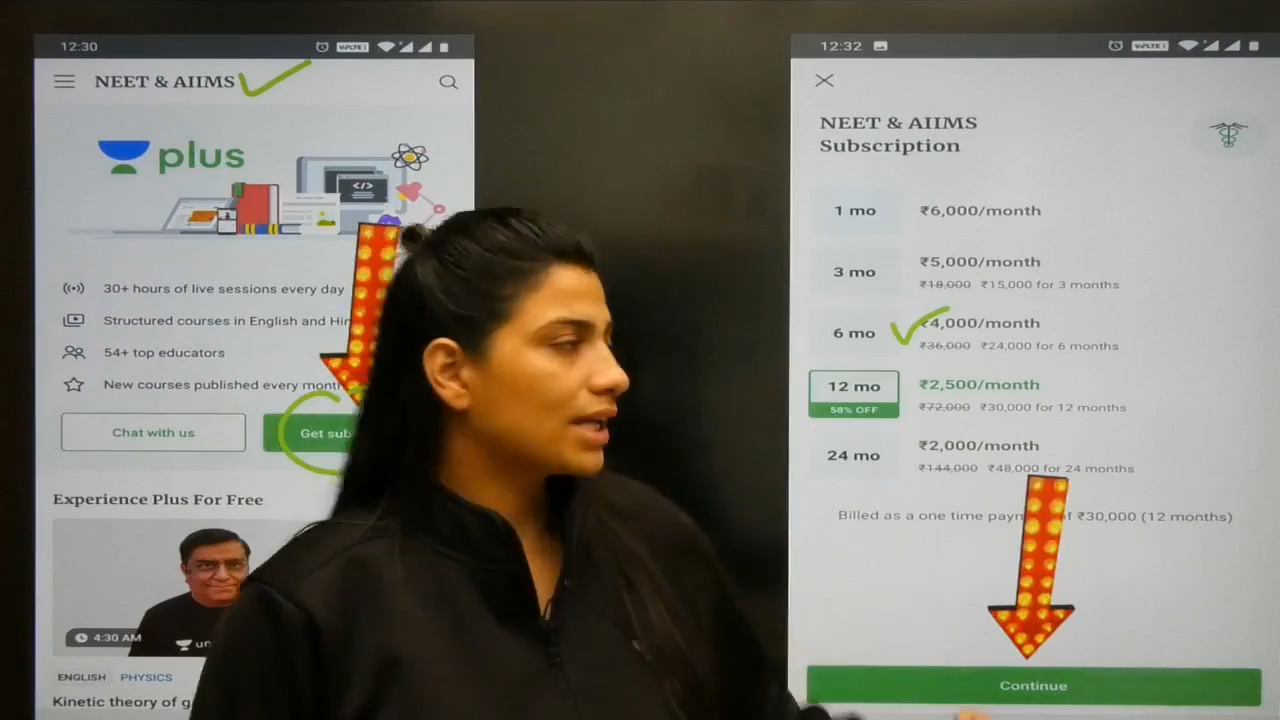 12:30
VoLTE
NEET & AIIMS
plus
</>
30+ hours of live sessions every day
Structured courses in English and
54+ top educators
New courses published every
Chat with us
Get
Experience Plus For Free
4:30 AM
ENGLISH PHYSICS
Kinetic theory of
12:32
VoLTE
NEET & AIIMS
Subscription
1 mo ₹6,000/month
3 mo ₹5,000/month
₹18,000 ₹15,000 for 3 months
6 mo ₹4,000/month
₹36,000 ₹24,000 for 6 months
12 mo ₹2,500/month
58% OFF ₹72,000 ₹30,000 for 12 months
24 mo ₹2,000/month
₹144,000 ₹48,000 for 24 months
Billed as a one time ₹30,000 (12 months)
Continue